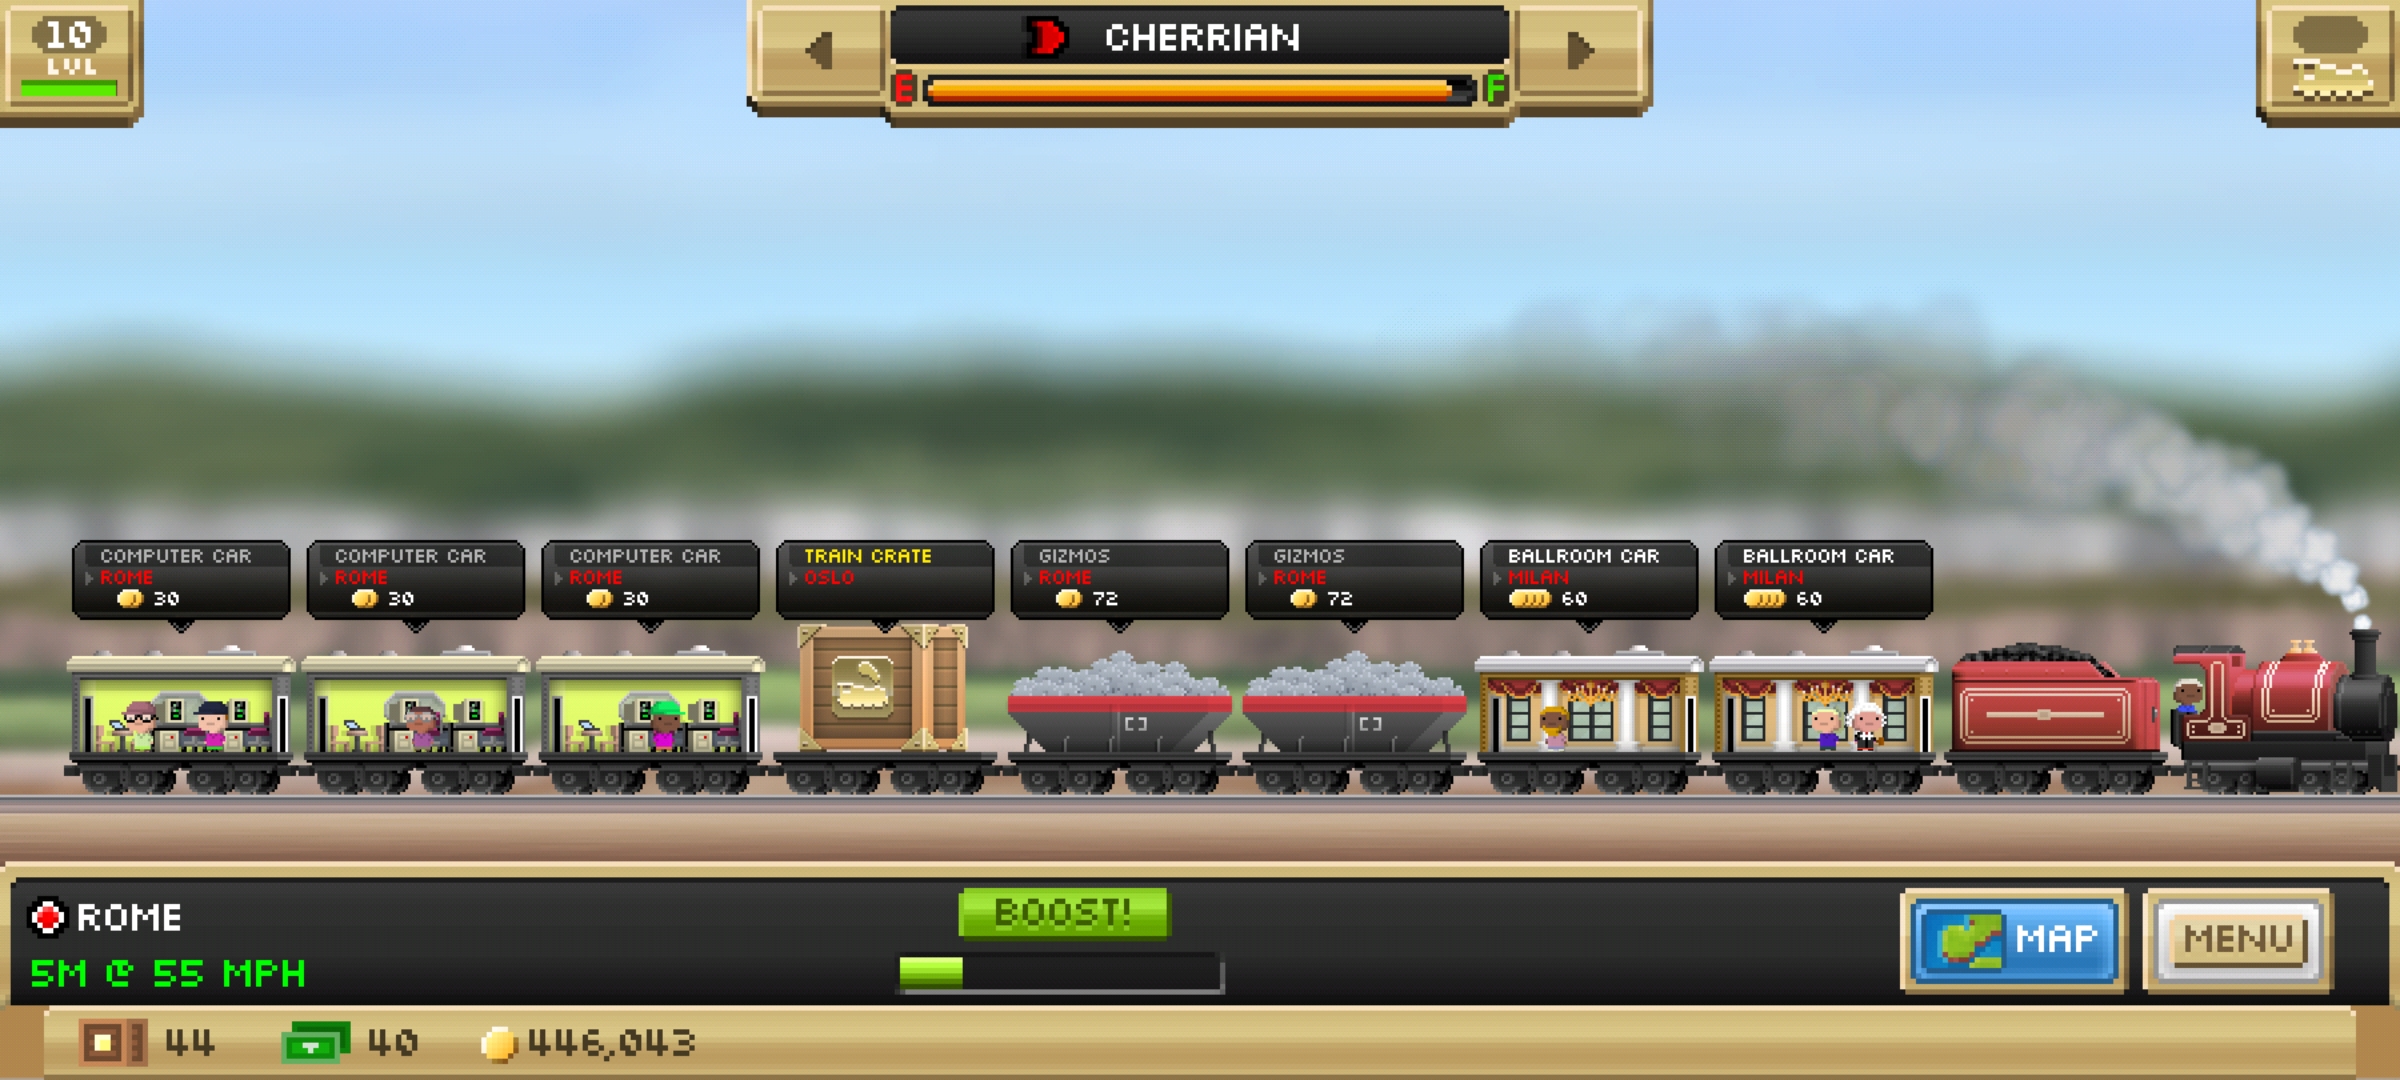 10
LVL
CHERRIAN
E F
COMPUTER CAR
ROME
30
COMPUTER CAR
ROME
30
COMPUTER CAR
ROME
30
TRAIN CRATE
OSLO
GIZMOS
ROME
72
GIZMOS
ROME
72
BALLROOM CAR
MILAN
60
BALLROOM CAR
MILAN
60
ROME
5M @ 55 MPH
BOOST!
MAP
MENU
44
40
446,043